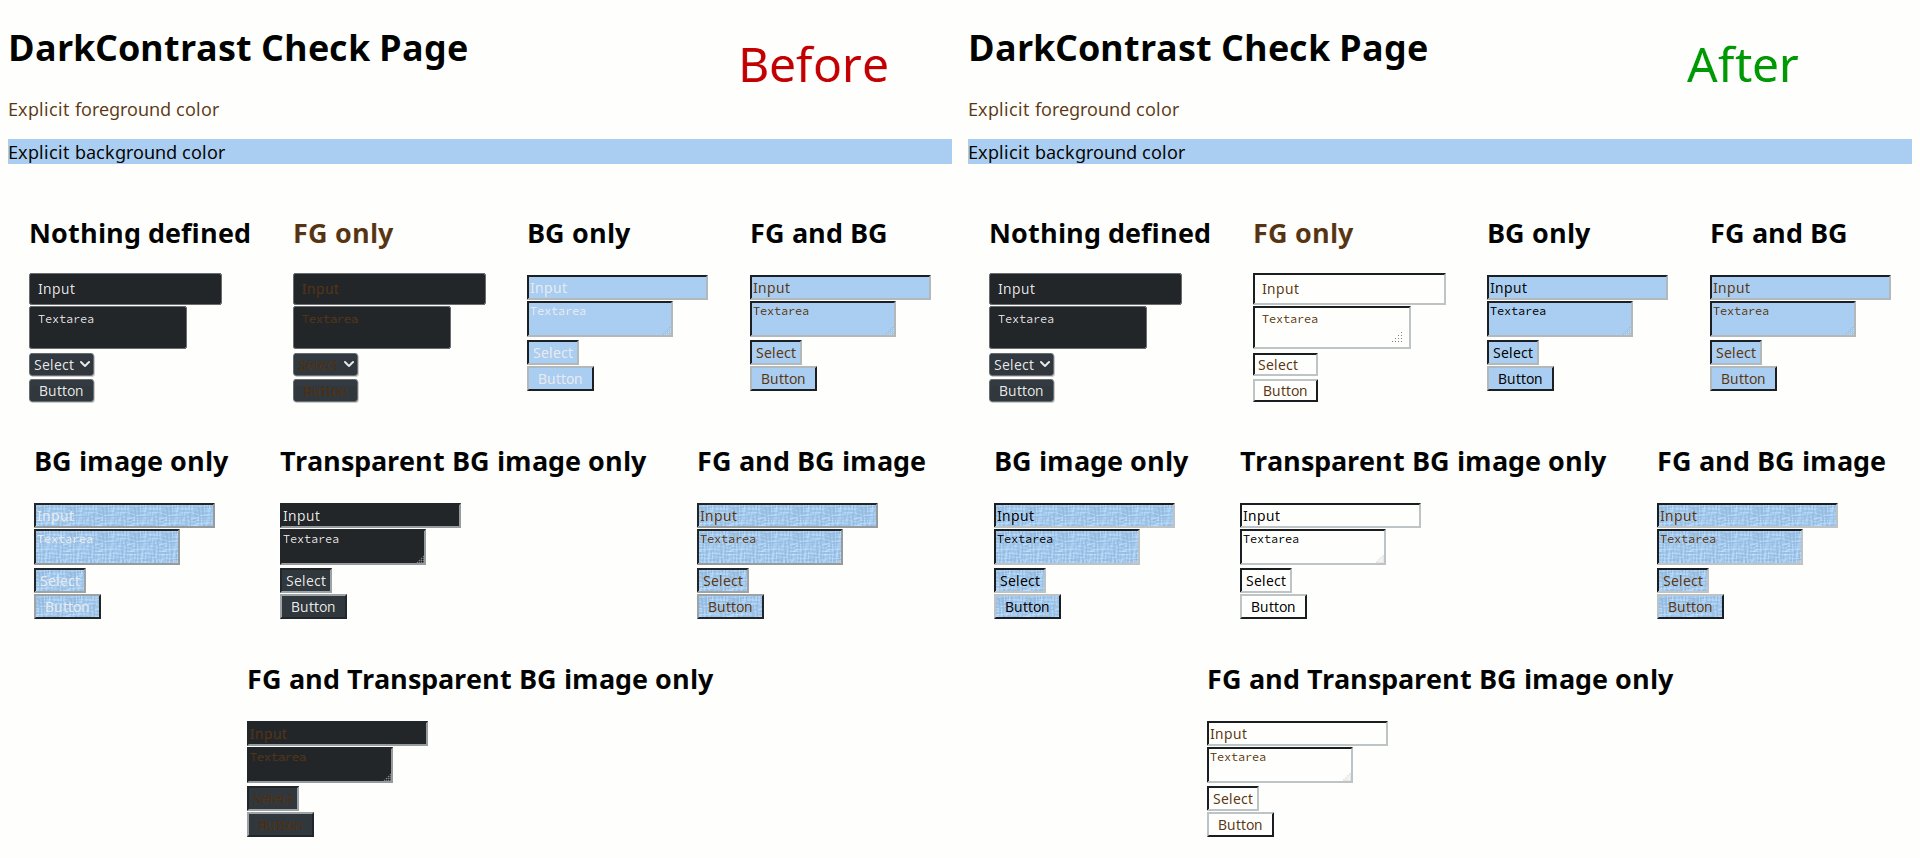 DarkContrast Check Page
Before
Explicit foreground color
Explicit background color
Nothing defined
FG only
BG only
FG and BG
Input
Input
Input
Input
Textarea
Textarea
Textarea
Textarea
Select
Select
Select
Button
Button
Button
BG image only
Transparent BG image only
FG and BG image
Input
Input
Input
Textarea
Textarea
Textarea
Select
Select
Select
Button
Button
Button
FG and Transparent BG image only
Input
Textarea
DarkContrast Check Page
After
Explicit foreground color
Explicit background color
Nothing defined
FG only
BG only
FG and BG
Input
Input
Input
Input
Textarea
Textarea
Textarea
Textarea
Select
Select
Select
Select
Button
Button
Button
Button
BG image only
Transparent BG image only
FG and BG image
Input
Input
Input
Textarea
Textarea
Textarea
Select
Select
Select
Button
Button
Button
FG and Transparent BG image only
Input
Textarea
Select
Button